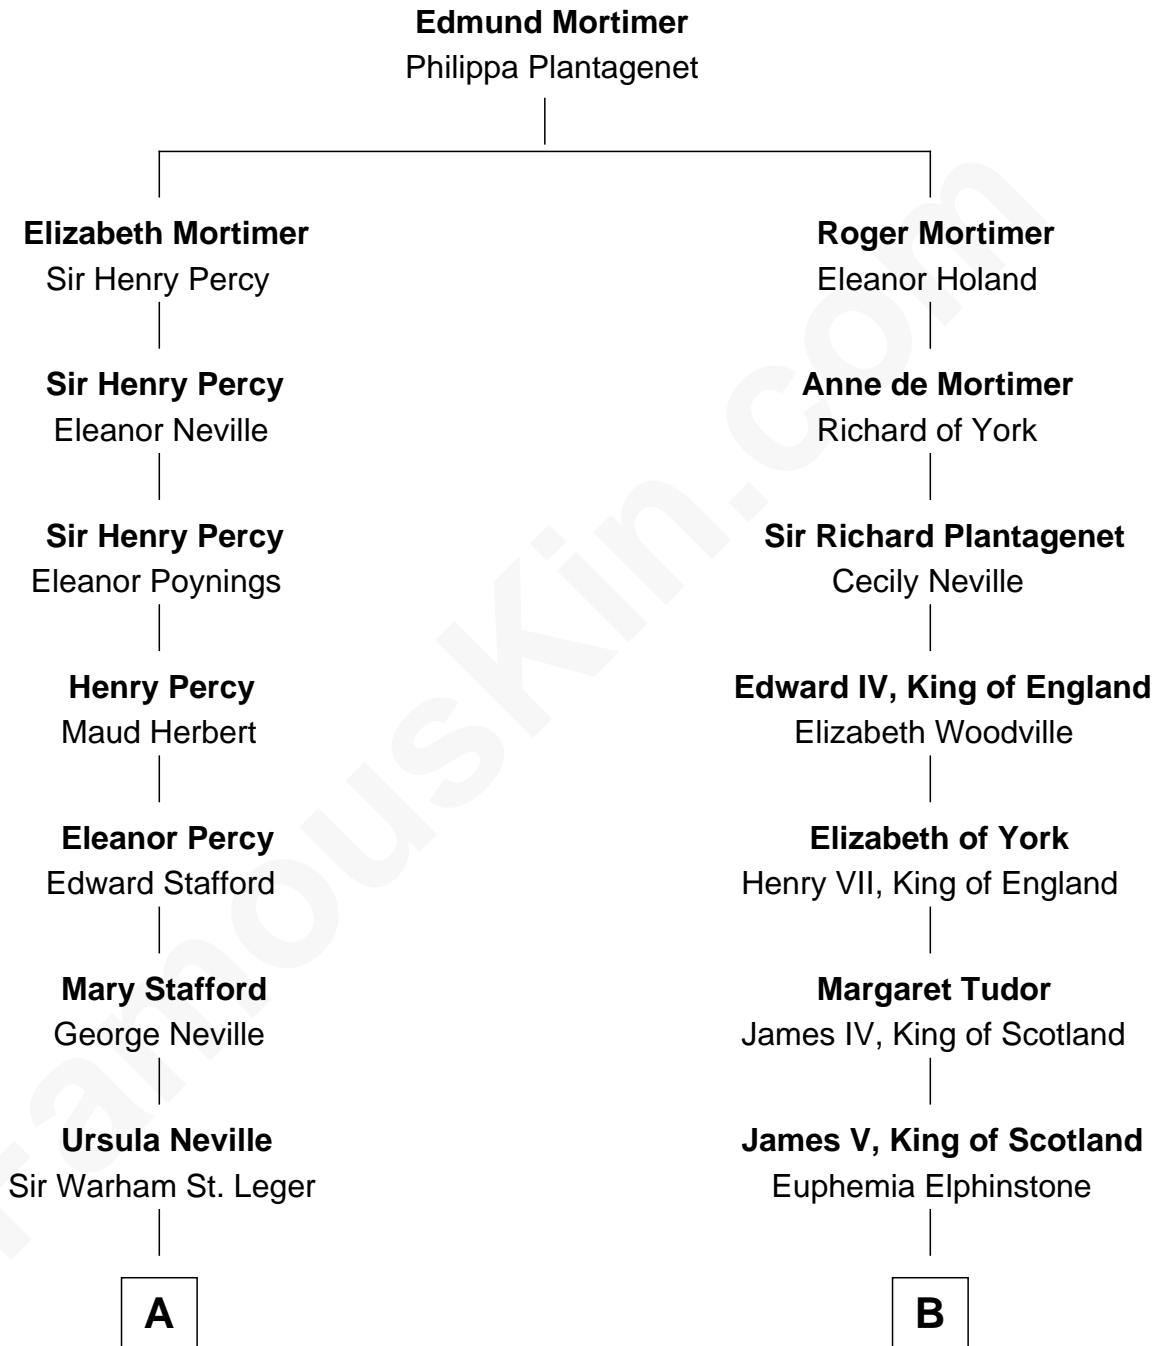 Edmund Mortimer
Philippa Plantagenet
Elizabeth Mortimer
Sir Henry Percy
Roger Mortimer
Eleanor Holand
Sir Henry Percy
Eleanor Neville
Anne de Mortimer
Richard of York
Sir Henry Percy
Eleanor Poynings
Sir Richard Plantagenet
Cecily Neville
Henry Percy
Maud Herbert
Edward IV, King of England
Elizabeth Woodville
Eleanor Percy
Edward Stafford
Elizabeth of York
Henry VII, King of England
Mary Stafford
George Neville
Margaret Tudor
James IV, King of Scotland
Ursula Neville
Sir Warham St. Leger
James V, King of Scotland
Euphemia Elphinstone
A
B
famouskin.com